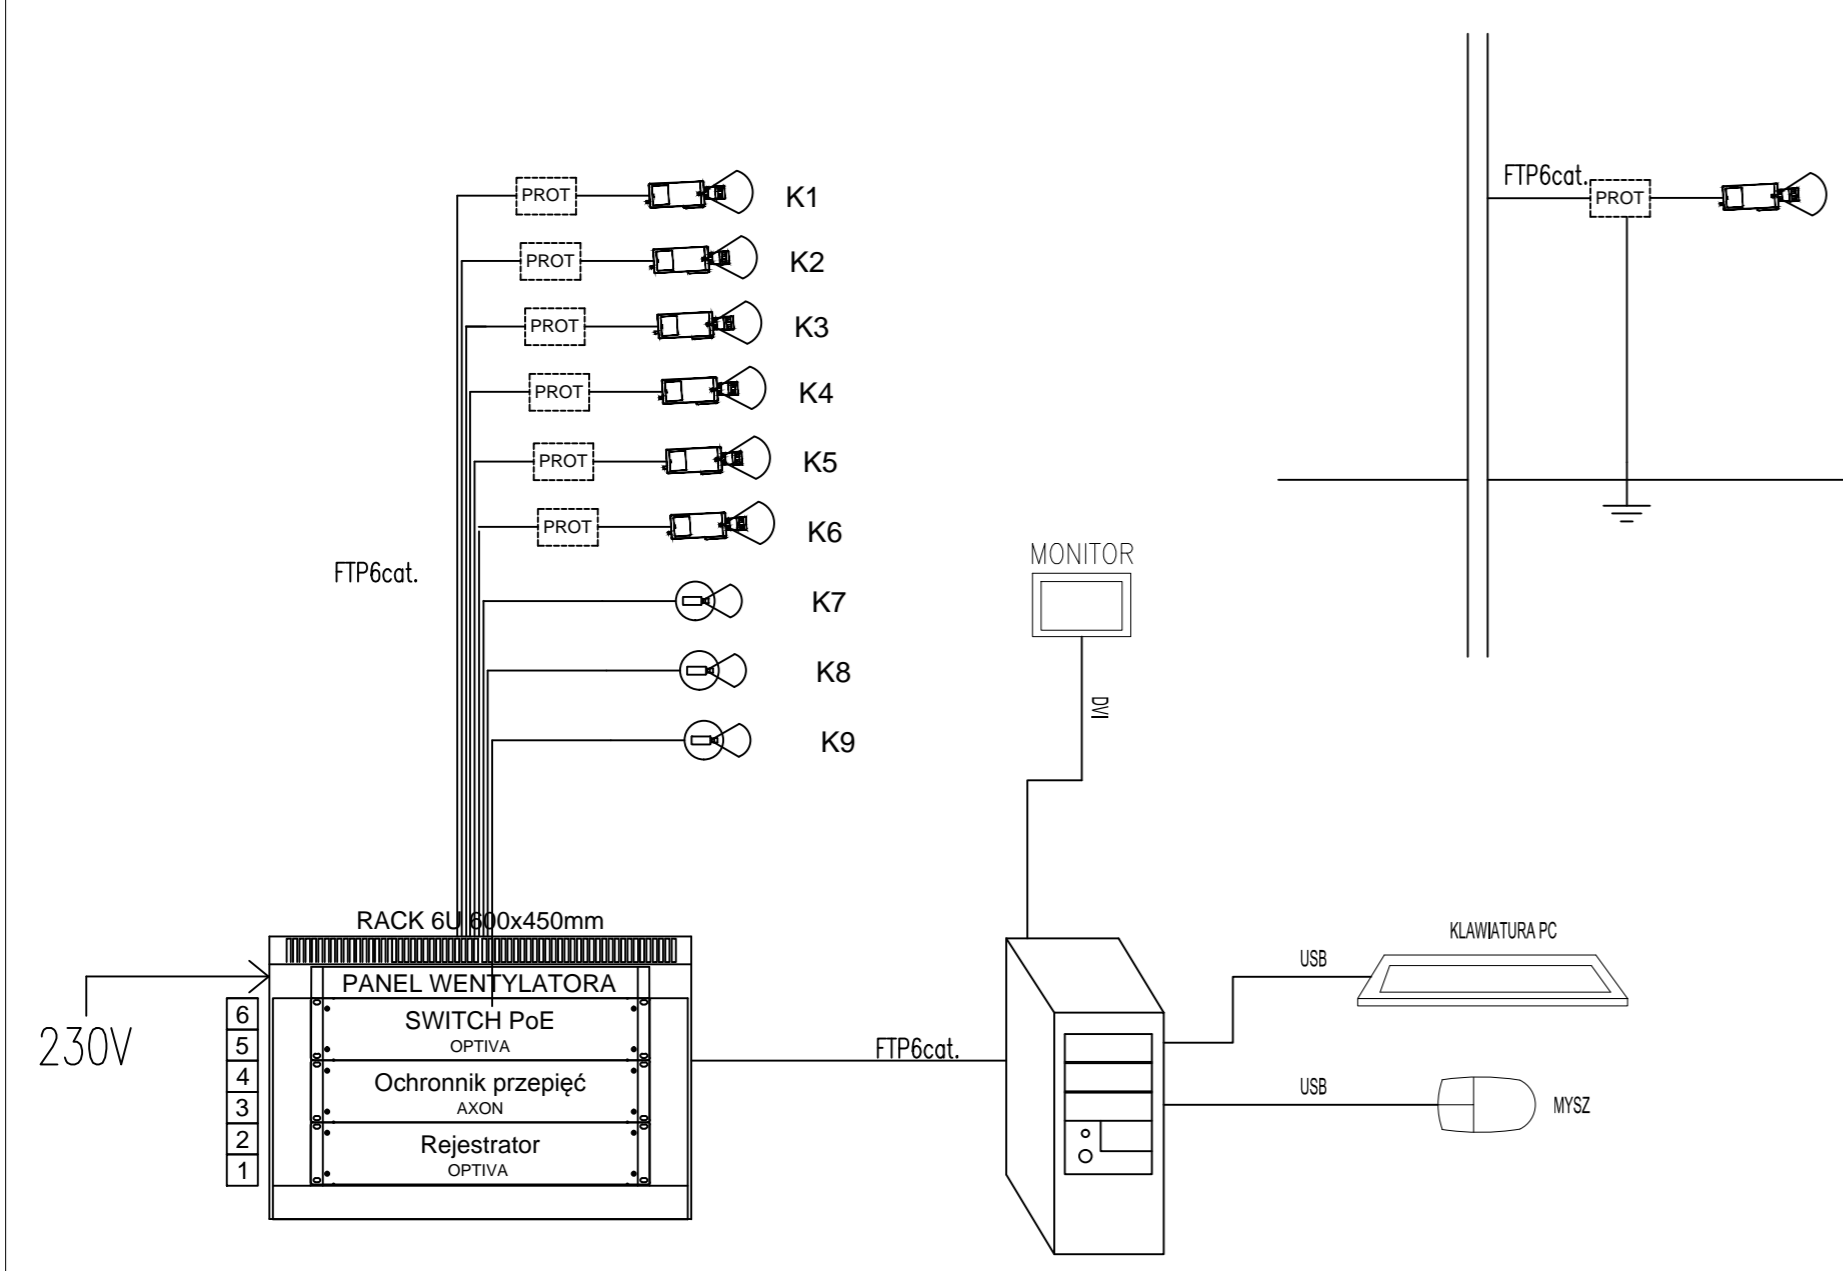 FTP6cat.
PROT
PROT
K1
PROT
K2
PROT
K3
PROT
K4
PROT
K5
PROT
K6
FTP6cat.
K7
K8
K9
MONITOR
DVI
RACK 6U 600x450mm
PANEL WENTYLATORA
230V
6
5
4
3
2
1
SWITCH PoE
OPTIVA
Ochronnik przepięć
AXON
Rejestrator
OPTIVA
FTP6cat.
USB
KLAWIATURA PC
USB
MYSZ